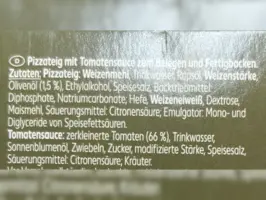 D Pizzateig mit Tomatensauce zum Belegen und Fertigbacken.
Zutaten: Pizzateig: Weizenmehl, Trinkwasser, Rapsöl, Weizenstärke,
Olivenöl (1,5 %), Ethylalkohol, Speisesalz, Backtriebmittel:
Diphosphate, Natriumcarbonate, Hefe, Weizeneiweiß, Dextrose,
Maismehl, Säuerungsmittel: Citronensäure; Emulgator: Mono- und
Diglyceride von Speisefettsäuren.
Tomatensauce: zerkleinerte Tomaten (66 %), Trinkwasser,
Sonnenblumenöl, Zwiebeln, Zucker, modifizierte Stärke, Speisesalz,
Säuerungsmittel: Citronensäure; Kräuter.